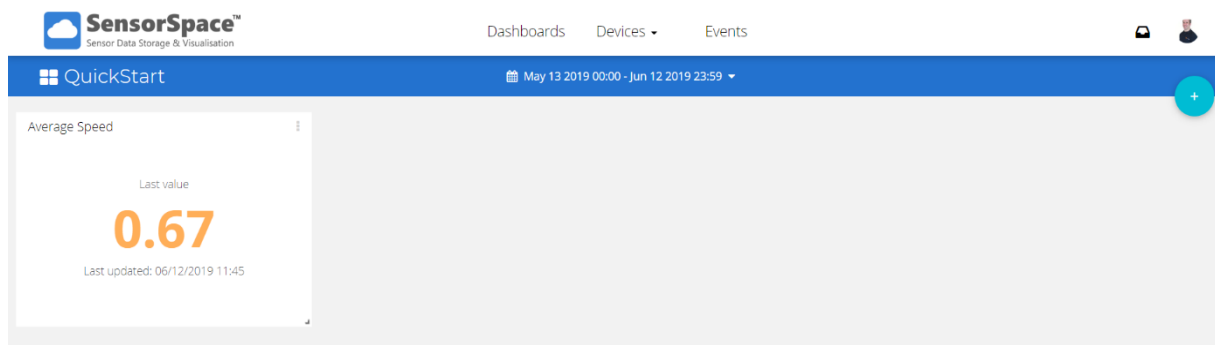 SensorSpace™
Sensor Data Storage & Visualisation
Dashboards Devices Events
QuickStart
May 13 2019 00:00 - Jun 12 2019 23:59
+
Average Speed
Last value
0.67
Last updated: 06/12/2019 11:45